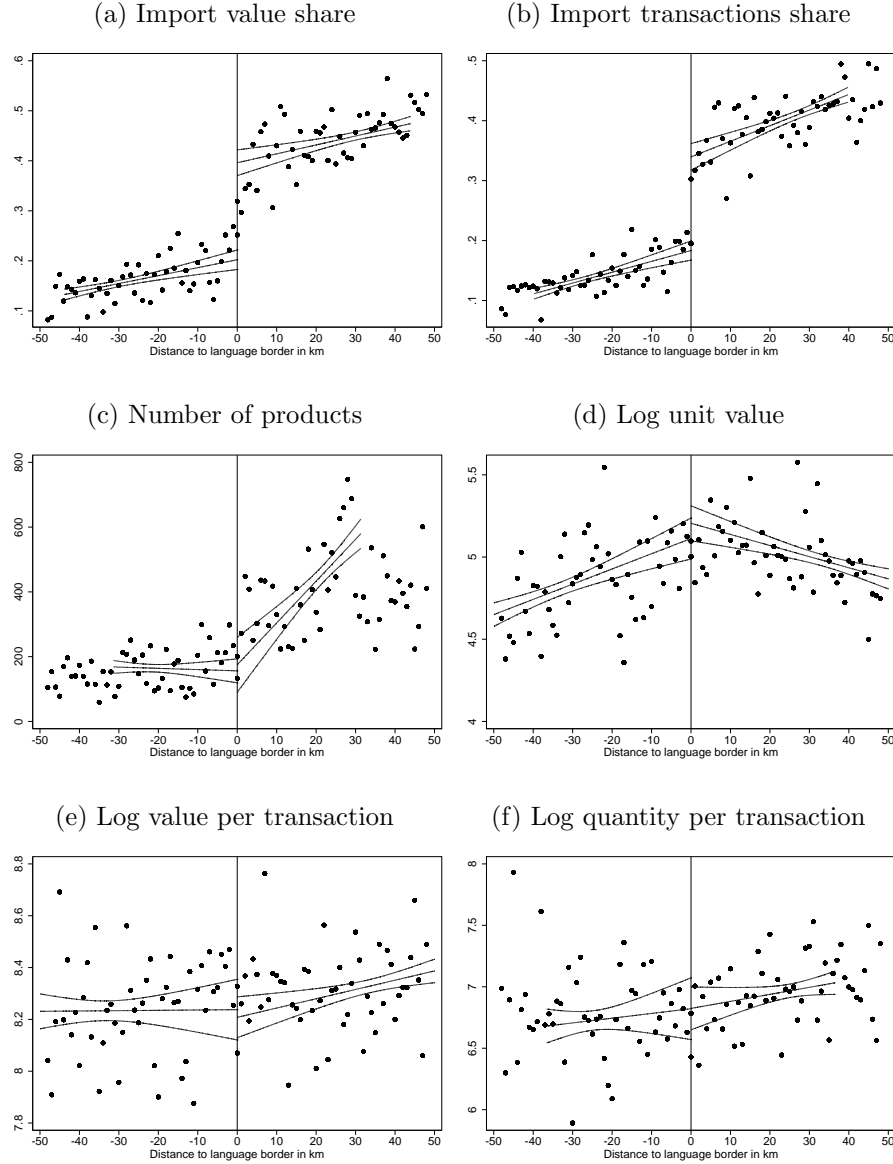 (a) Import value share
(b) Import transactions share
.6
.5
.4
.3
.2
.1
-50 -40 -30 -20 -10 0 10 20 30 40 50
Distance to language border in km
.5
.4
.3
.2
.1
-50 -40 -30 -20 -10 0 10 20 30 40 50
Distance to language border in km
(c) Number of products
(d) Log unit value
800
600
400
200
0
-50 -40 -30 -20 -10 0 10 20 30 40 50
Distance to language border in km
5.5
5
4.5
4
-50 -40 -30 -20 -10 0 10 20 30 40 50
Distance to language border in km
(e) Log value per transaction
(f) Log quantity per transaction
8.8
8.6
8.4
8.2
8
7.8
-50 -40 -30 -20 -10 0 10 20 30 40 50
Distance to language border in km
8
7.5
7
6.5
6
-50 -40 -30 -20 -10 0 10 20 30 40 50
Distance to language border in km